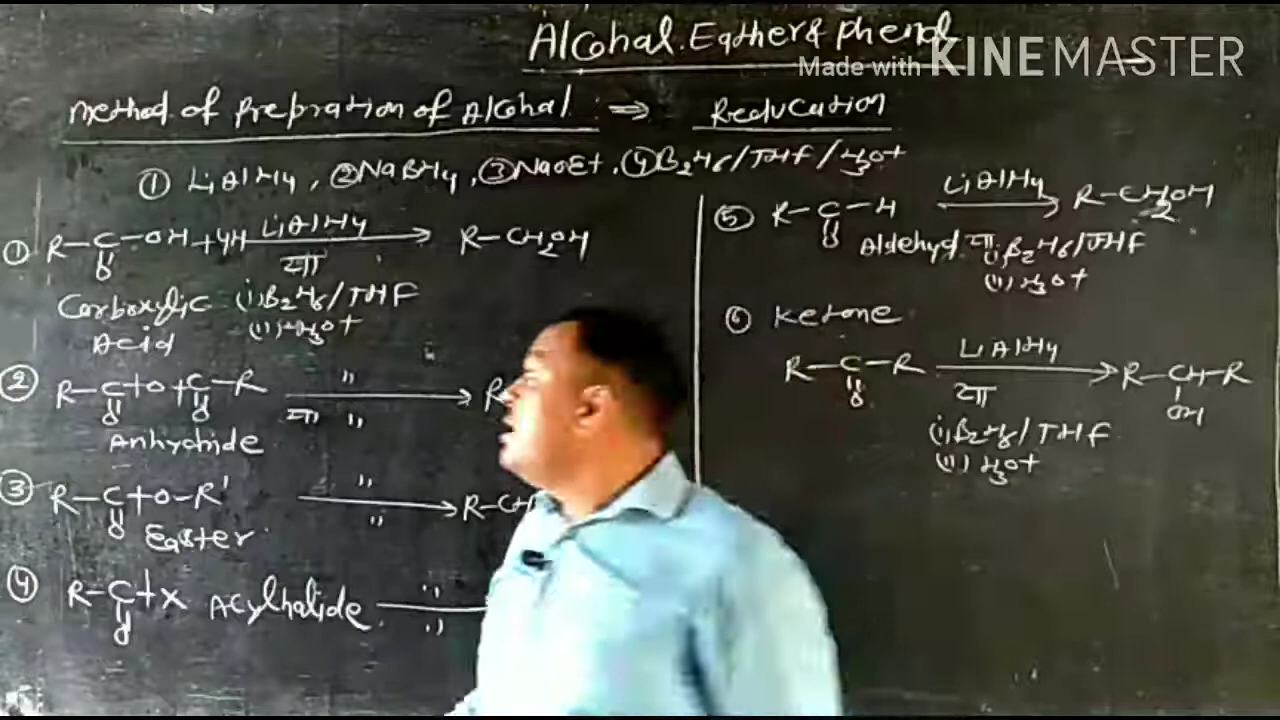 Alcohal.Eather & phenol
Made with KINEMASTER
method of Prepration of Alcohal ⇒ Reducation
① LiAlH4, ② NaBH4, ③ NaOEt, ④ B2H6/THF/H3O+
① R-C-OH+4H LiAlH4 → R-CH2OH
O
या
Carboxylic (i) B2H6/THF
Acid (ii) H3O+
② R-C+O+C-R " → R
O O या "
Anhydride
③ R-C+O-R' " → R-CH
O "
Easter
④ R-C+X Acylhalide "
O "
⑤ R-C-H LiAlH4 → R-CH2OH
O
Aldehyd या (i) B2H6/THF
(ii) H3O+
⑥ Ketone
R-C-R LiAlH4 → R-CH-R
O या OH
(i) B2H6/THF
(ii) H3O+